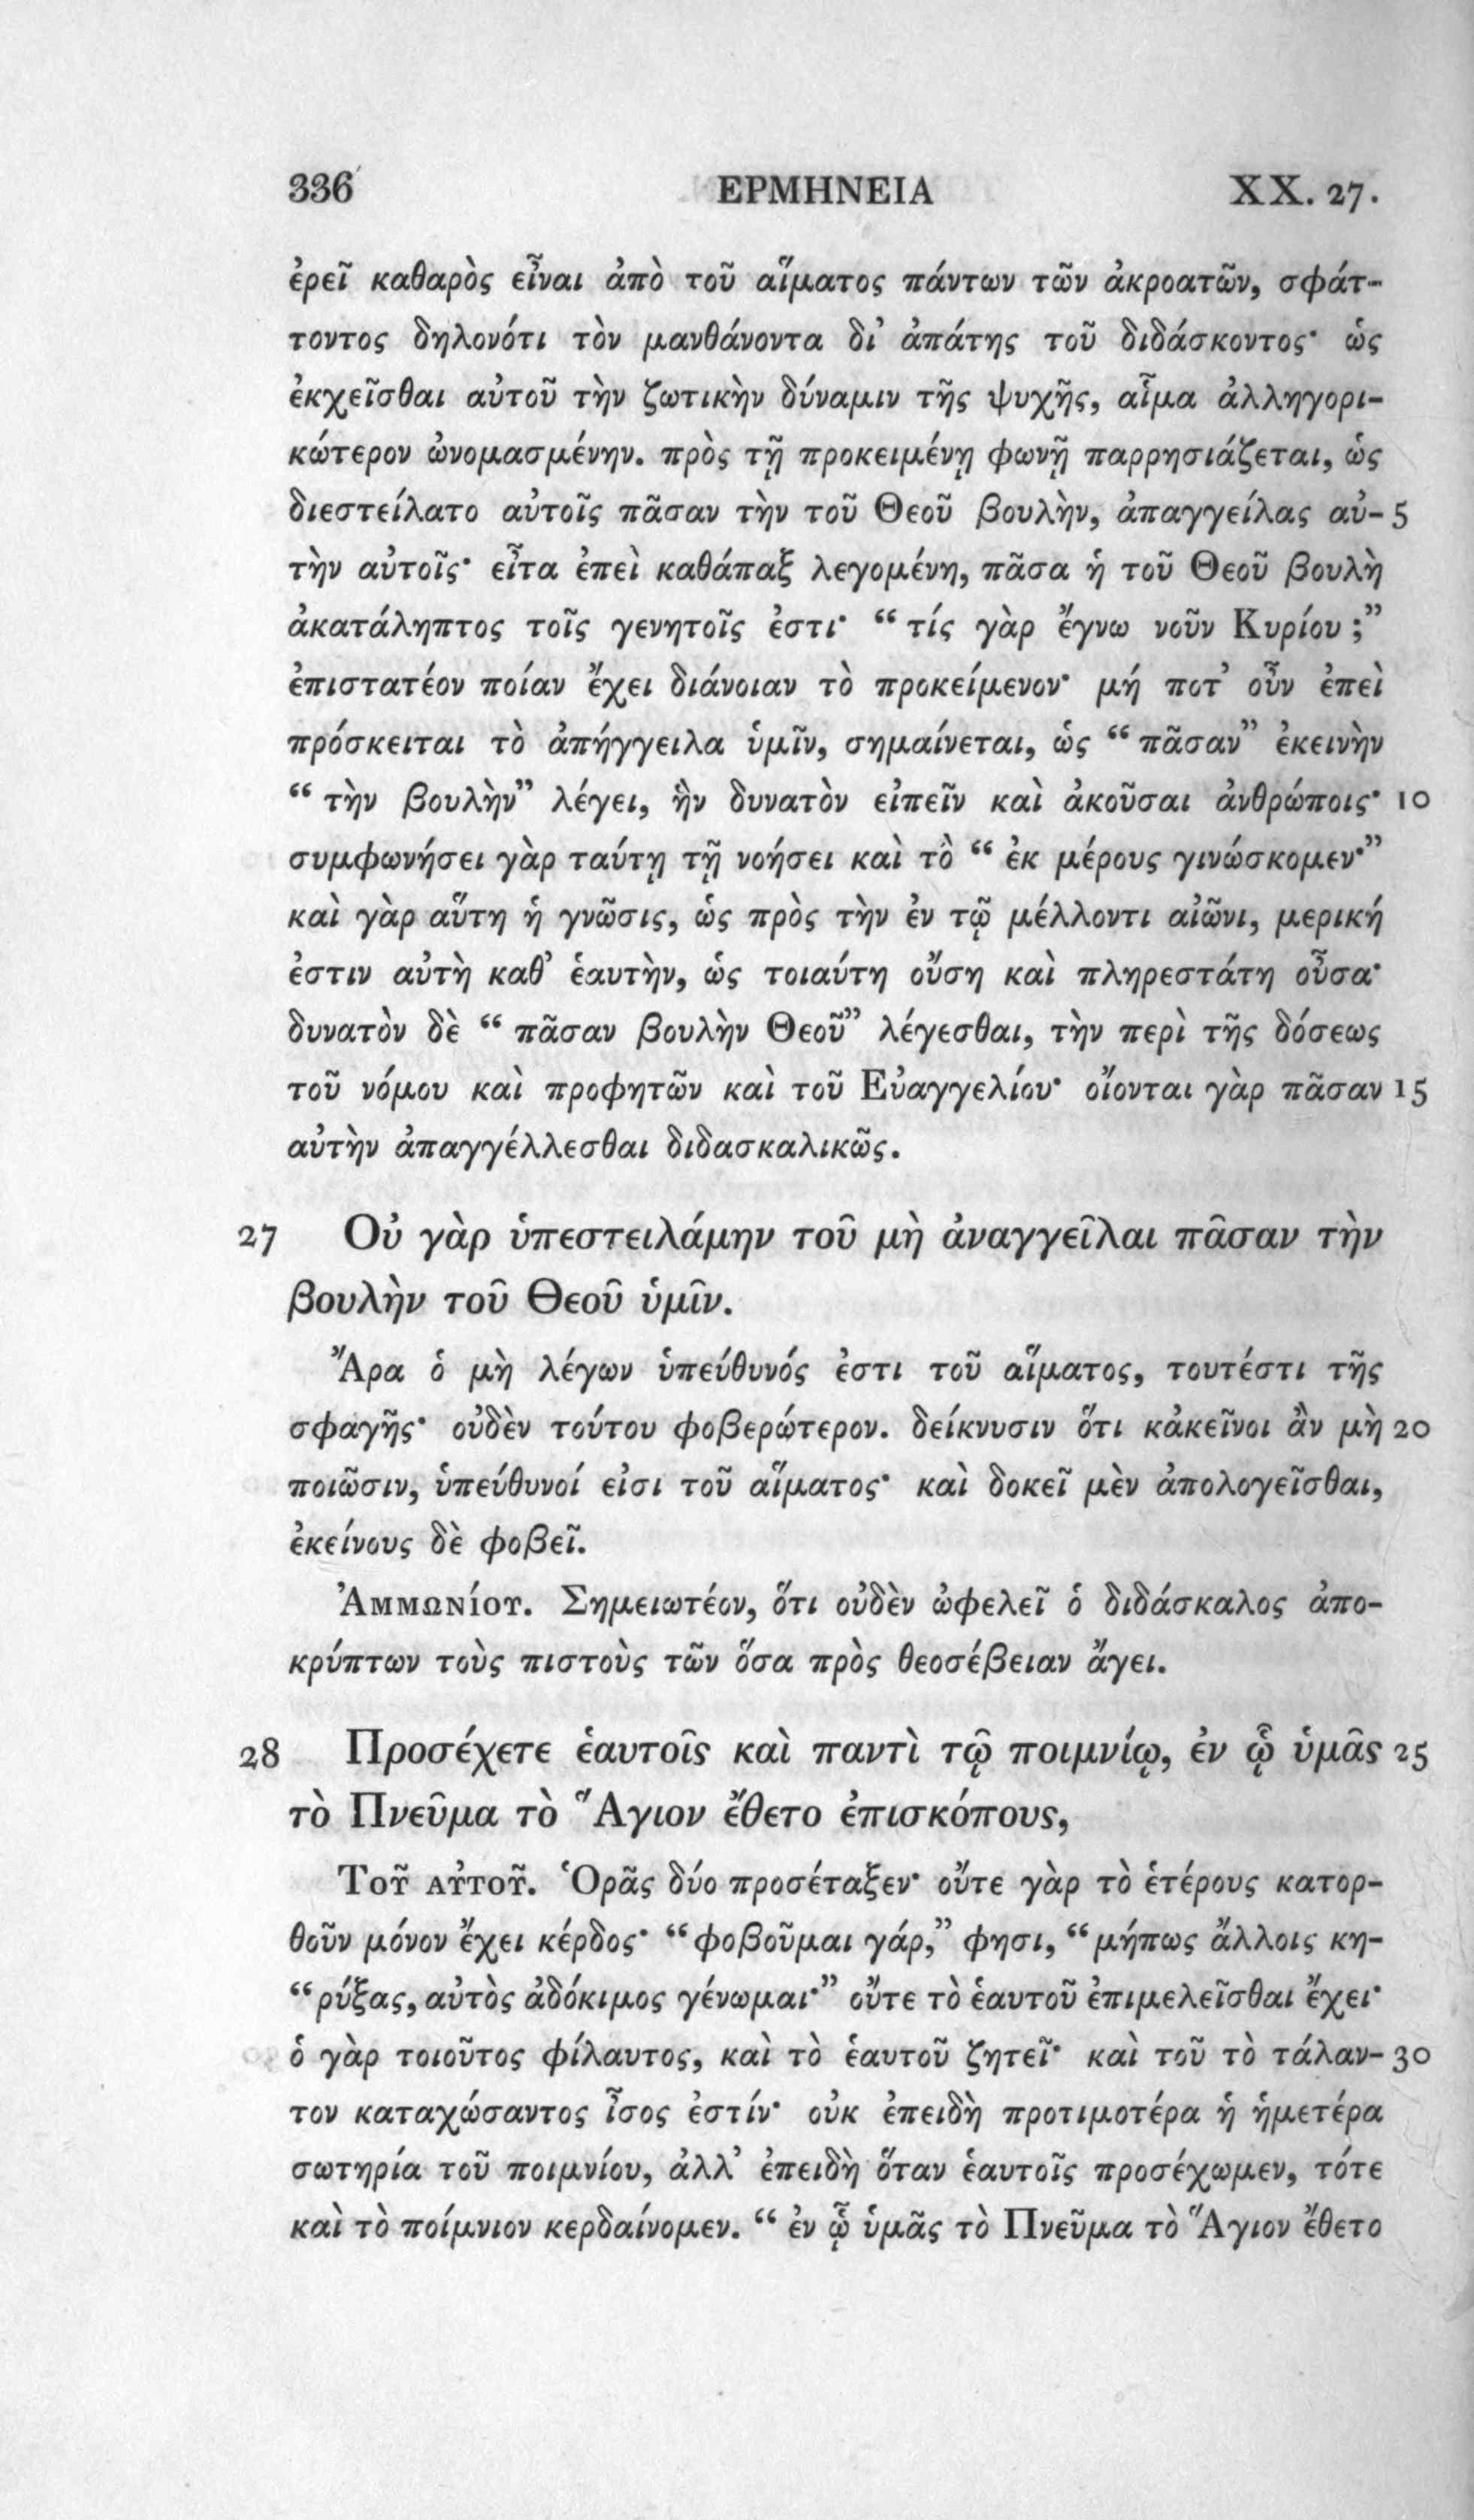 336 ΕΡΜΗΝΕΙΑ XX. 27.
ἐρεῖ καθαρὸς εἶναι ἀπὸ τοῦ αἵματος πάντων τῶν ἀκροατῶν, σφάτ-
τοντος δηλονότι τὸν μανθάνοντα δι’ ἀπάτης τοῦ διδάσκοντος· ὡς
ἐκχεῖσθαι αὐτοῦ τὴν ζωτικὴν δύναμιν τῆς ψυχῆς, αἷμα ἀλληγορι-
κώτερον ὠνομασμένην. πρὸς τῇ προκειμένῃ φωνῇ παρρησιάζεται, ὡς
διεστείλατο αὐτοῖς πᾶσαν τὴν τοῦ Θεοῦ βουλὴν, ἀπαγγείλας αὐ- 5
τὴν αὐτοῖς· εἶτα ἐπεὶ καθάπαξ λεγομένη, πᾶσα ἡ τοῦ Θεοῦ βουλὴ
ἀκατάληπτος τοῖς γενητοῖς ἐστι· “ τίς γὰρ ἔγνω νοῦν Κυρίου ;”
ἐπιστατέον ποίαν ἔχει διάνοιαν τὸ προκείμενον· μή ποτ’ οὖν ἐπεὶ
πρόσκειται τὸ ἀπήγγειλα ὑμῖν, σημαίνεται, ὡς “ πᾶσαν” ἐκεινὴν
“ τὴν βουλὴν” λέγει, ἣν δυνατὸν εἰπεῖν καὶ ἀκοῦσαι ἀνθρώποις· 10
συμφωνήσει γὰρ ταύτῃ τῇ νοήσει καὶ τὸ “ ἐκ μέρους γινώσκομεν·”
καὶ γὰρ αὕτη ἡ γνῶσις, ὡς πρὸς τὴν ἐν τῷ μέλλοντι αἰῶνι, μερική
ἐστιν αὐτὴ καθ’ ἑαυτὴν, ὡς τοιαύτη οὔση καὶ πληρεστάτη οὖσα·
δυνατὸν δὲ “ πᾶσαν βουλὴν Θεοῦ” λέγεσθαι, τὴν περὶ τῆς δόσεως
τοῦ νόμου καὶ προφητῶν καὶ τοῦ Εὐαγγελίου· οἴονται γὰρ πᾶσαν 15
αὐτὴν ἀπαγγέλλεσθαι διδασκαλικῶς.
27 Οὐ γὰρ ὑπεστειλάμην τοῦ μὴ ἀναγγεῖλαι πᾶσαν τὴν
βουλὴν τοῦ Θεοῦ ὑμῖν.
Ἄρα ὁ μὴ λέγων ὑπεύθυνός ἐστι τοῦ αἵματος, τουτέστι τῆς
σφαγῆς· οὐδὲν τούτου φοβερώτερον. δείκνυσιν ὅτι κἀκεῖνοι ἂν μὴ 20
ποιῶσιν, ὑπεύθυνοί εἰσι τοῦ αἵματος· καὶ δοκεῖ μὲν ἀπολογεῖσθαι,
ἐκείνους δὲ φοβεῖ.
Ἀμμωνίου. Σημειωτέον, ὅτι οὐδὲν ὠφελεῖ ὁ διδάσκαλος ἀπο-
κρύπτων τοὺς πιστοὺς τῶν ὅσα πρὸς θεοσέβειαν ἄγει.
28 Προσέχετε ἑαυτοῖς καὶ παντὶ τῷ ποιμνίῳ, ἐν ᾧ ὑμᾶς 25
τὸ Πνεῦμα τὸ Ἅγιον ἔθετο ἐπισκόπους,
Τοῦ αὐτοῦ. Ὁρᾶς δύο προσέταξεν· οὔτε γὰρ τὸ ἑτέρους κατορ-
θοῦν μόνον ἔχει κέρδος· “ φοβοῦμαι γάρ,” φησι, “ μήπως ἄλλοις κη-
“ ρύξας, αὐτὸς ἀδόκιμος γένωμαι·” οὔτε τὸ ἑαυτοῦ ἐπιμελεῖσθαι ἔχει·
ὁ γὰρ τοιοῦτος φίλαυτος, καὶ τὸ ἑαυτοῦ ζητεῖ· καὶ τοῦ τὸ τάλαν- 30
τον καταχώσαντος ἶσος ἐστίν· οὐκ ἐπειδὴ προτιμοτέρα ἡ ἡμετέρα
σωτηρία τοῦ ποιμνίου, ἀλλ’ ἐπειδὴ ὅταν ἑαυτοῖς προσέχωμεν, τότε
καὶ τὸ ποίμνιον κερδαίνομεν. “ ἐν ᾧ ὑμᾶς τὸ Πνεῦμα τὸ Ἅγιον ἔθετο